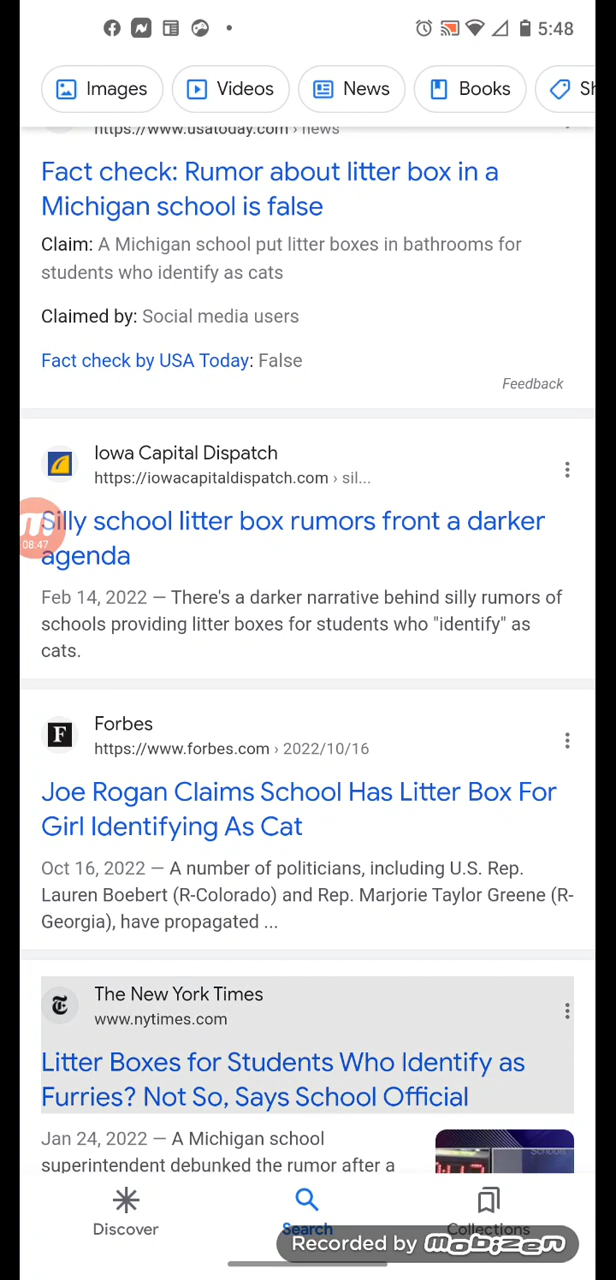 5:48
Images
Videos
News
Books
Sh
https://www.usatoday.com › news
Fact check: Rumor about litter box in a
Michigan school is false
Claim: A Michigan school put litter boxes in bathrooms for
students who identify as cats
Claimed by: Social media users
Fact check by USA Today: False
Feedback
Iowa Capital Dispatch
https://iowacapitaldispatch.com › sil...
08:47
Silly school litter box rumors front a darker
agenda
Feb 14, 2022 — There's a darker narrative behind silly rumors of
schools providing litter boxes for students who "identify" as
cats.
F
Forbes
https://www.forbes.com › 2022/10/16
Joe Rogan Claims School Has Litter Box For
Girl Identifying As Cat
Oct 16, 2022 — A number of politicians, including U.S. Rep.
Lauren Boebert (R-Colorado) and Rep. Marjorie Taylor Greene (R-
Georgia), have propagated ...
The New York Times
www.nytimes.com
Litter Boxes for Students Who Identify as
Furries? Not So, Says School Official
Jan 24, 2022 — A Michigan school
superintendent debunked the rumor after a
Schools
Discover
Search
Collections
Recorded by mobizen